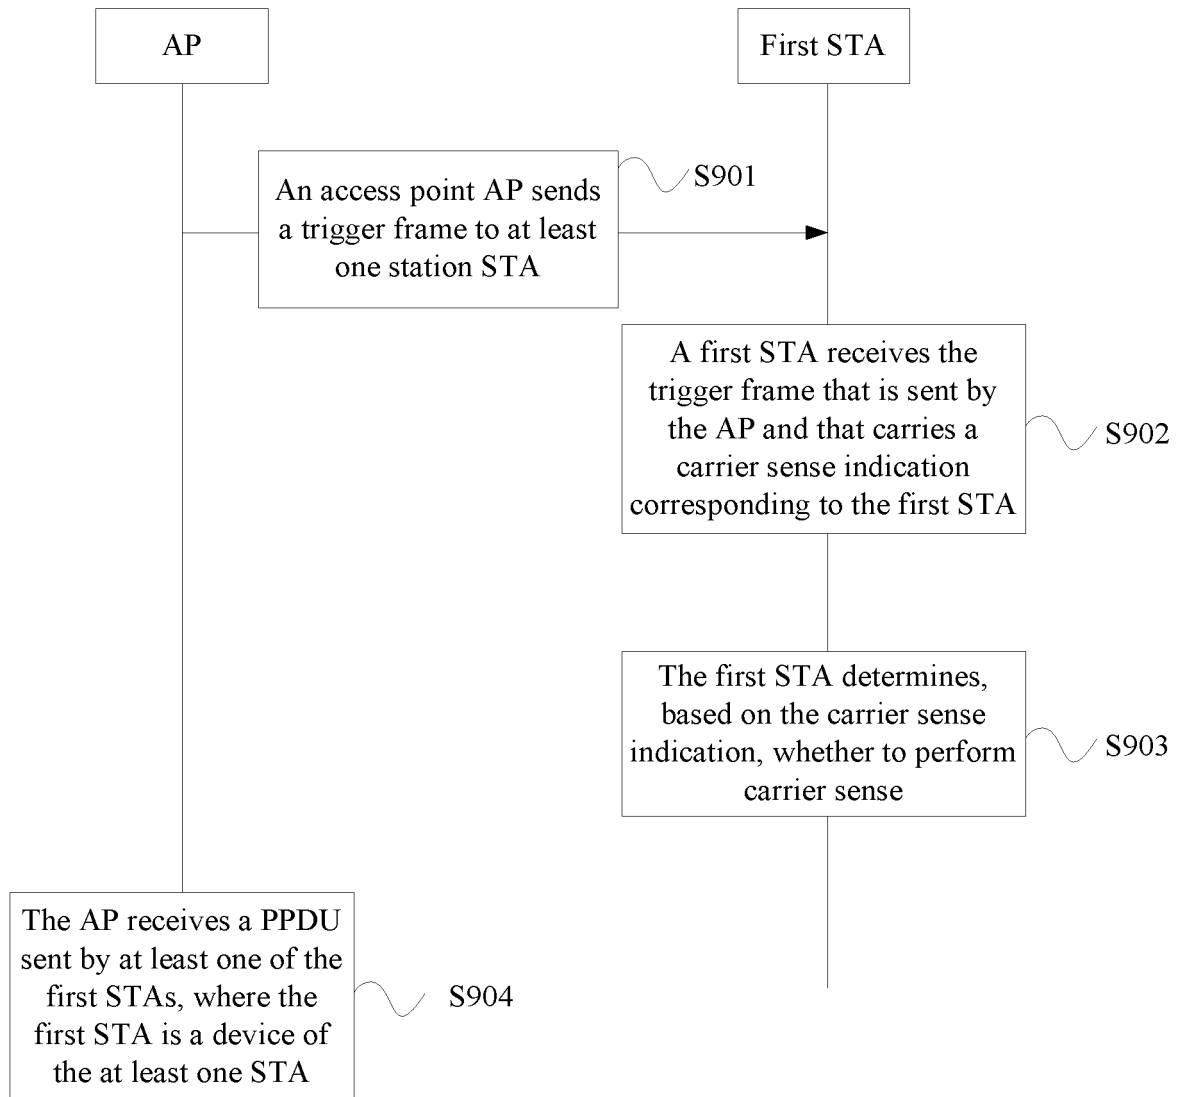 AP
First STA
An access point AP sends
a trigger frame to at least
one station STA
S901
A first STA receives the
trigger frame that is sent by
the AP and that carries a
carrier sense indication
corresponding to the first STA
S902
The first STA determines,
based on the carrier sense
indication, whether to perform
carrier sense
S903
The AP receives a PPDU
sent by at least one of the
first STAs, where the
first STA is a device of
the at least one STA
S904